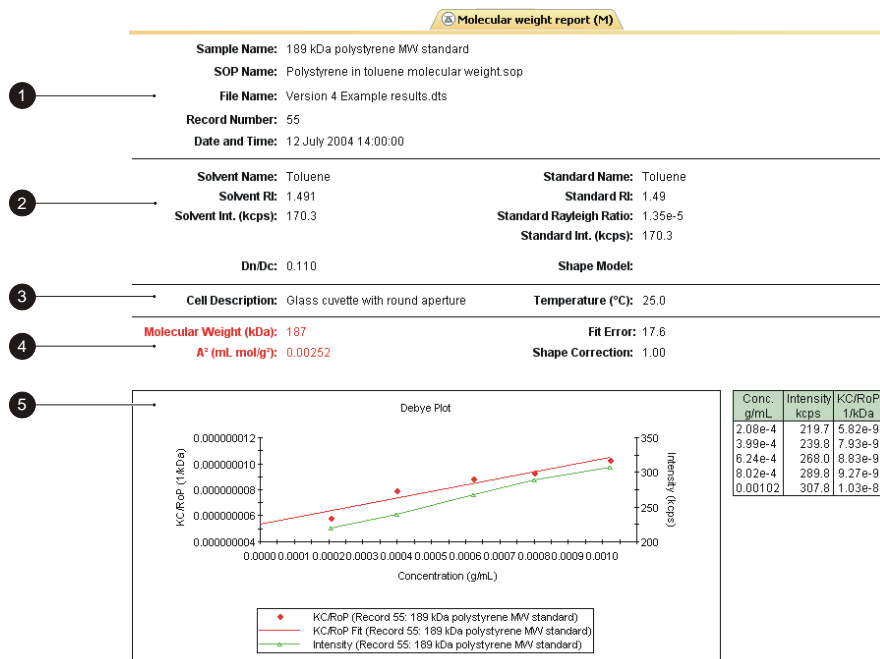 Molecular weight report (M)
Sample Name: 189 kDa polystyrene MW standard
SOP Name: Polystyrene in toluene molecular weight.sop
1
File Name: Version 4 Example results.dts
Record Number: 55
Date and Time: 12 July 2004 14:00:00
Solvent Name: Toluene Standard Name: Toluene
2
Solvent RI: 1.491 Standard RI: 1.49
Solvent Int. (kcps): 170.3 Standard Rayleigh Ratio: 1.35e-5
Standard Int. (kcps): 170.3
Dn/Dc: 0.110 Shape Model:
3
Cell Description: Glass cuvette with round aperture Temperature (°C): 25.0
Molecular Weight (kDa): 187 Fit Error: 17.6
4
A² (mL mol/g²): 0.00252 Shape Correction: 1.00
5
Debye Plot
KC/RoP (1/kDa)
0.000000012
0.000000010
0.000000008
0.000000006
0.000000004
350
300
250
200
Intensity (kcps)
0.0000 0.0001 0.0002 0.0003 0.0004 0.0005 0.0006 0.0007 0.0008 0.0009 0.0010
Concentration (g/mL)
KC/RoP (Record 55: 189 kDa polystyrene MW standard)
KC/RoP Fit (Record 55: 189 kDa polystyrene MW standard)
Intensity (Record 55: 189 kDa polystyrene MW standard)
Conc. Intensity KC/RoP
g/mL kcps 1/kDa
2.08e-4 219.7 5.82e-9
3.99e-4 239.8 7.93e-9
6.24e-4 268.0 8.83e-9
8.02e-4 289.8 9.27e-9
0.00102 307.8 1.03e-8